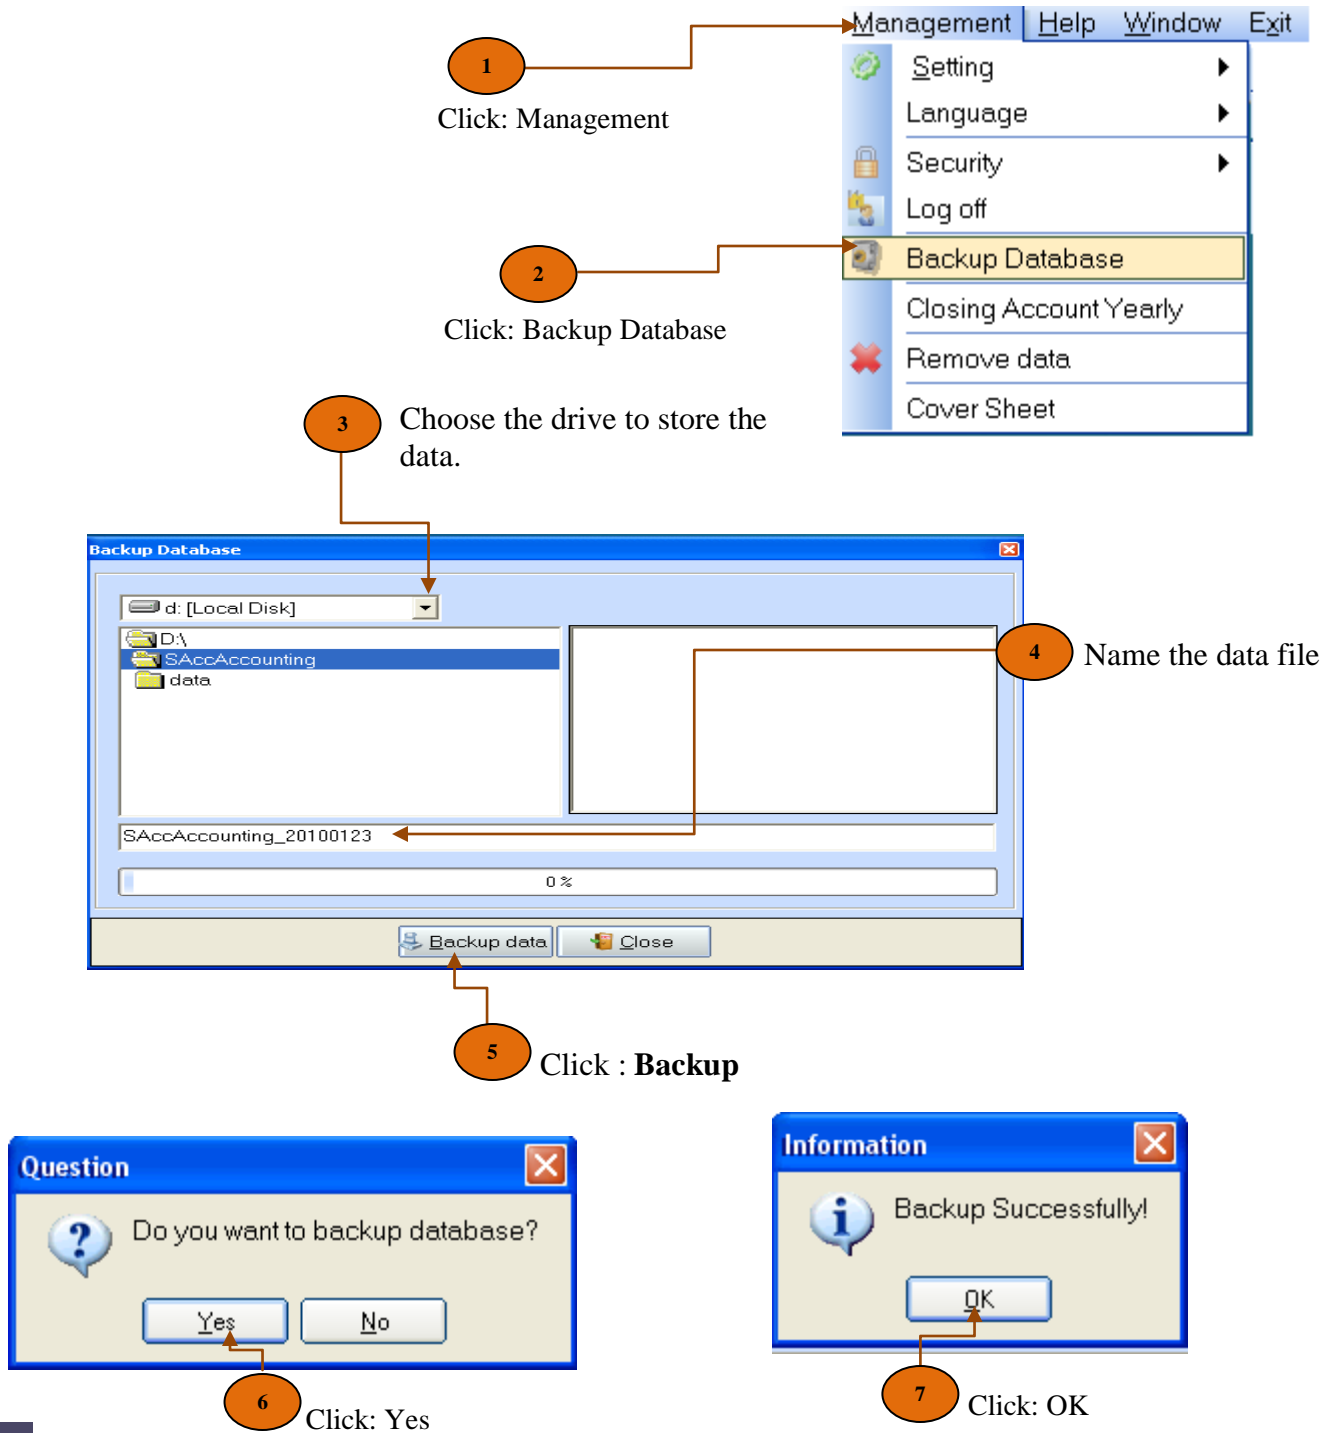 Management Help Window Exit
1
Setting
Click: Management
Language
Security
Log off
2
Backup Database
Click: Backup Database
Closing Account Yearly
Remove data
Cover Sheet
3
Choose the drive to store the
data.
Backup Database
d: [Local Disk]
D:\
SAccAccounting
data
4
Name the data file
SAccAccounting_20100123
0 %
Backup data
Close
5
Click : Backup
Question
Do you want to backup database?
Yes
No
6
Click: Yes
Information
Backup Successfully!
OK
7
Click: OK